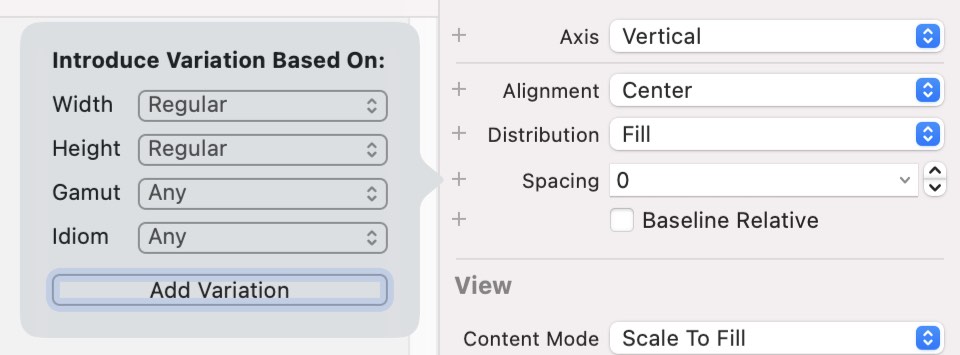 Introduce Variation Based On:
Width Regular
Height Regular
Gamut Any
Idiom Any
Add Variation
Axis Vertical
Alignment Center
Distribution Fill
Spacing 0
Baseline Relative
View
Content Mode Scale To Fill